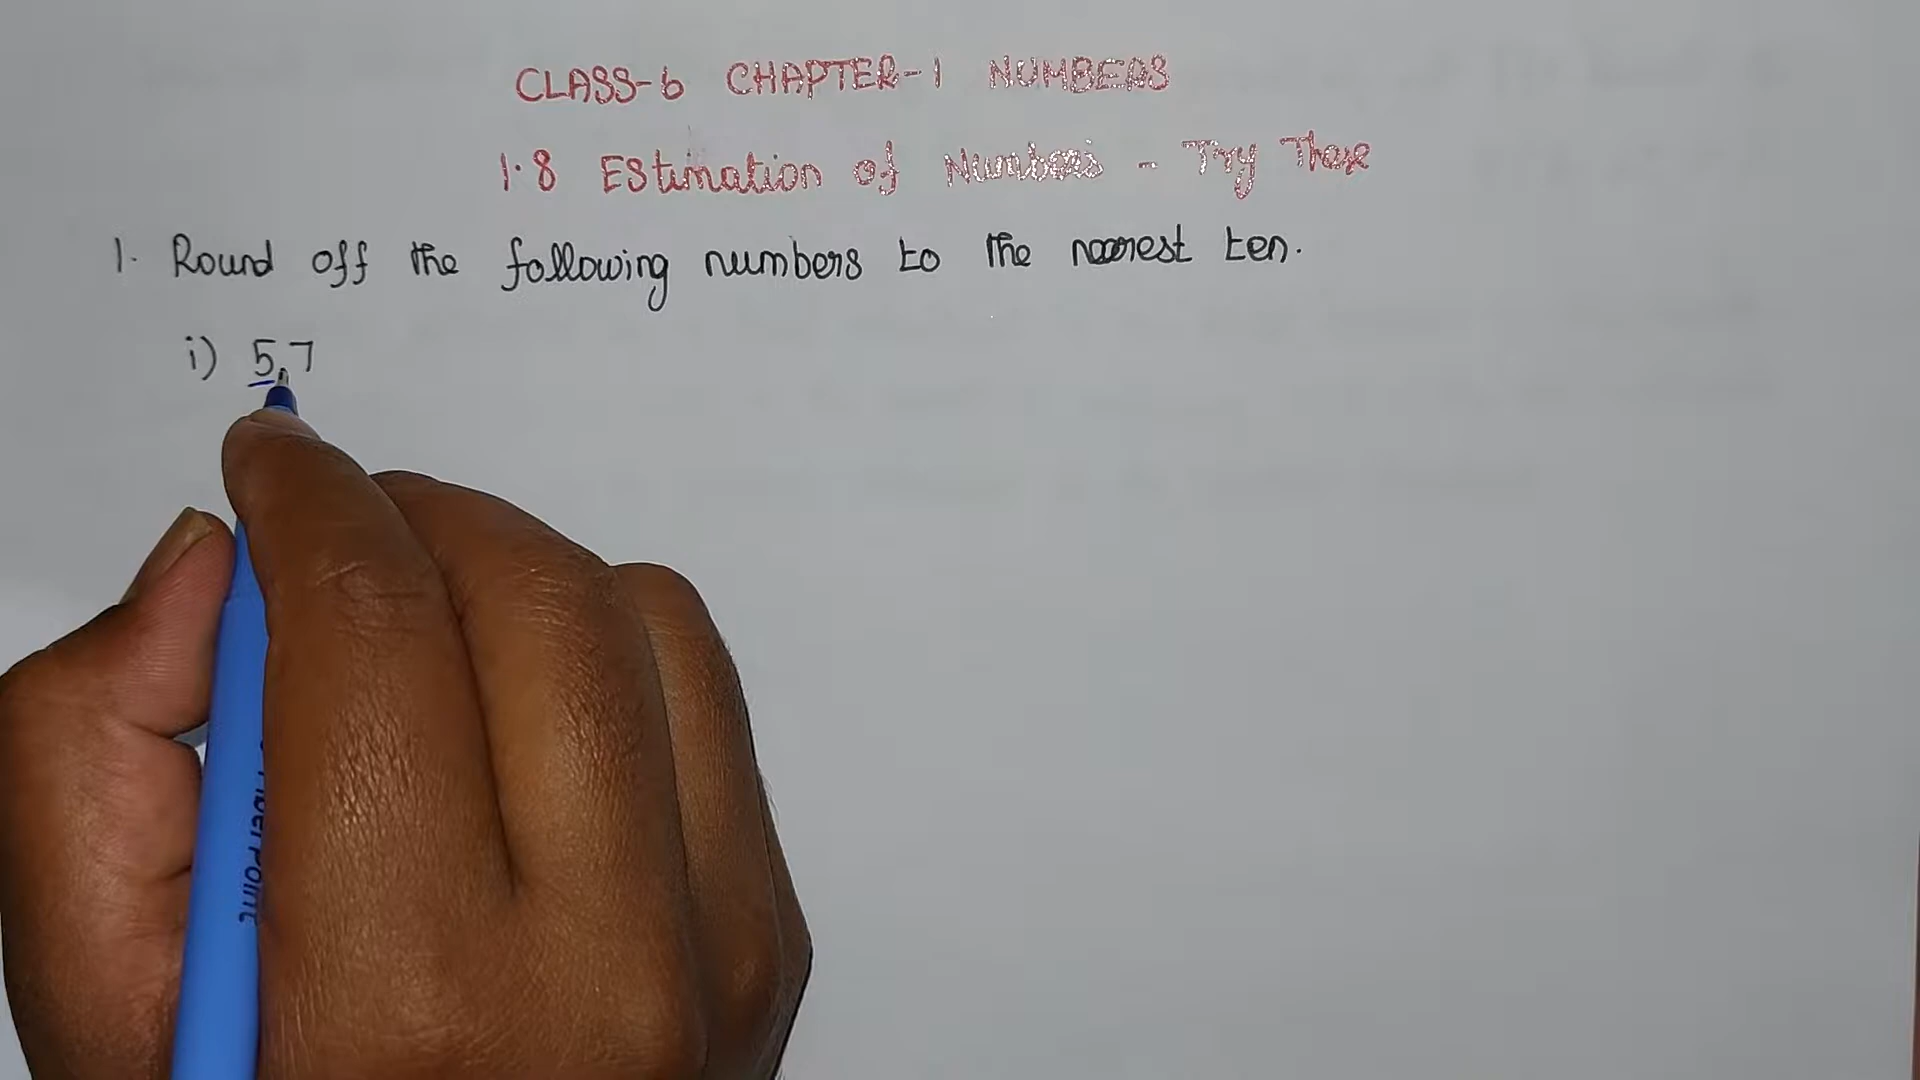 CLASS-6 CHAPTER-1 NUMBERS
1.8 Estimation of Numbers - Try These
1. Round off the following numbers to the nearest ten.
i) 57